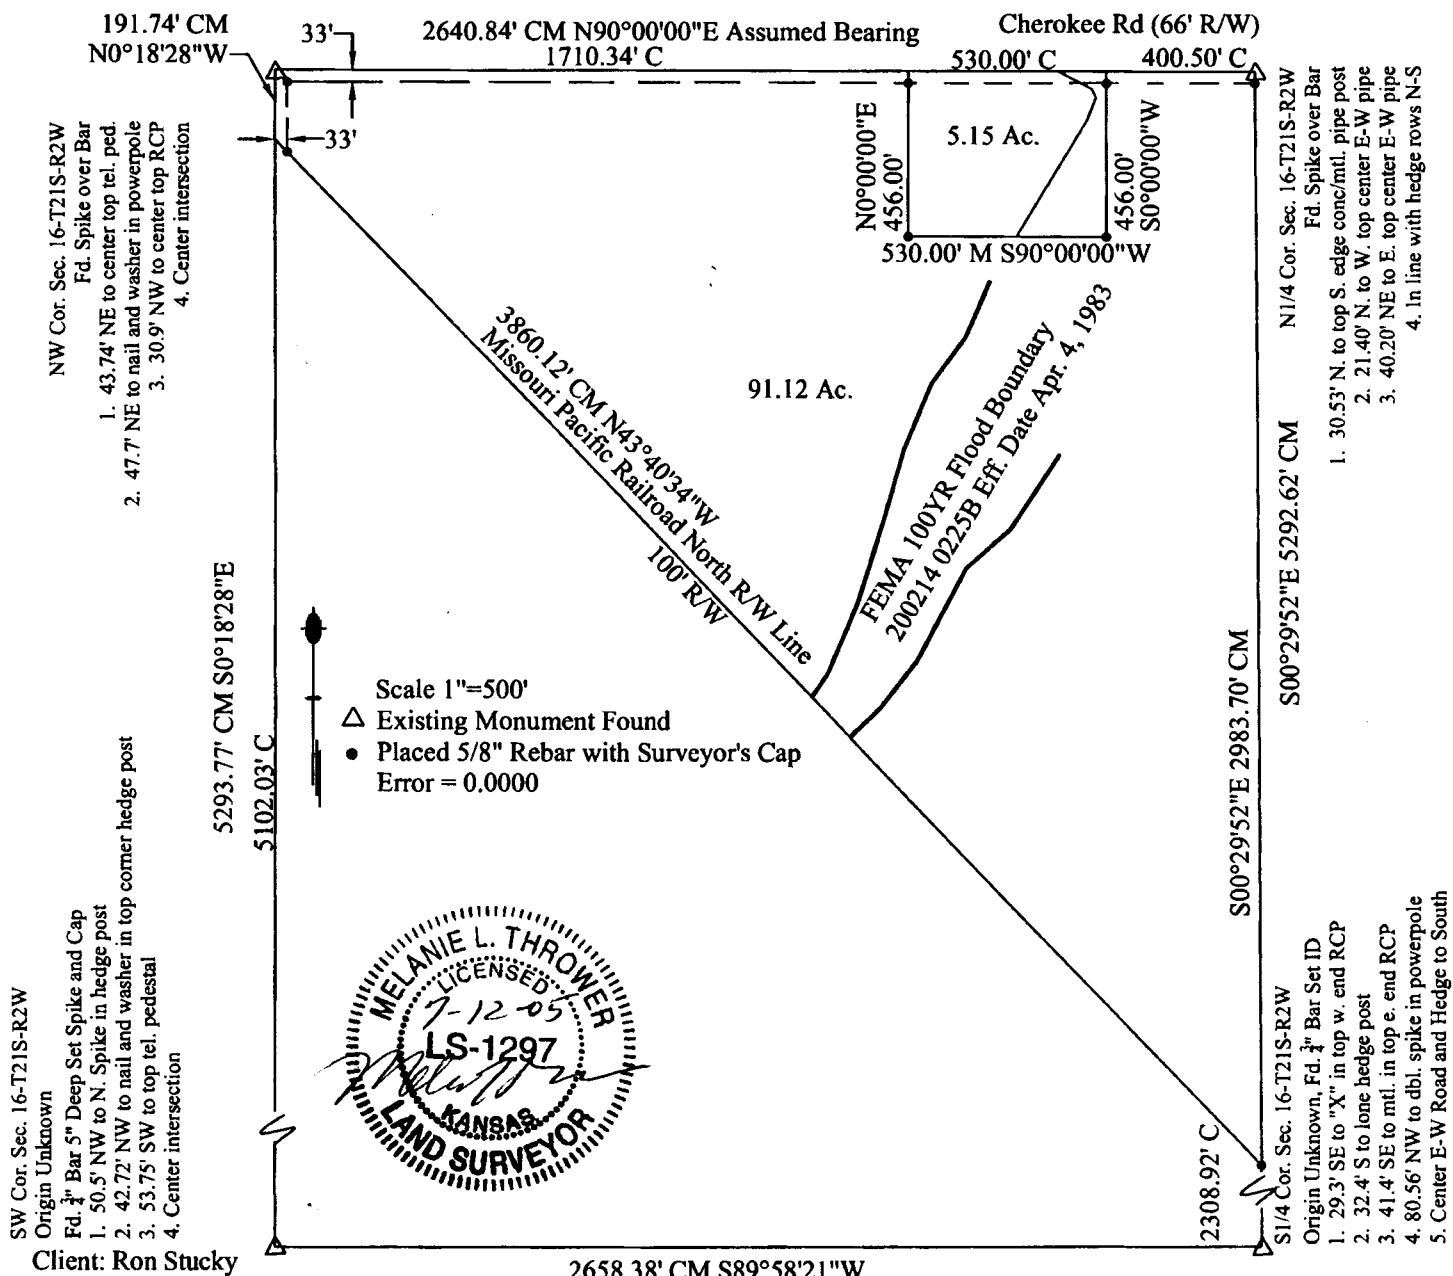 191.74' CM
N0°18'28"W
33'
2640.84' CM N90°00'00"E Assumed Bearing
Cherokee Rd (66' R/W)
1710.34' C
530.00' C
400.50' C
33'
NW Cor. Sec. 16-T21S-R2W
Fd. Spike over Bar
1. 43.74' NE to center top tel. ped.
2. 47.7' NE to nail and washer in powerpole
3. 30.9' NW to center top RCP
4. Center intersection
N0°00'00"E
456.00'
5.15 Ac.
456.00'
S0°00'00"W
530.00' M S90°00'00"W
N1/4 Cor. Sec. 16-T21S-R2W
Fd. Spike over Bar
1. 30.53' N. to top S. edge conc/mtl. pipe post
2. 21.40' N. to W. top center E-W pipe
3. 40.20' NE to E. top center E-W pipe
4. In line with hedge rows N-S
3860.12' CM N43°40'34"W
Missouri Pacific Railroad North R/W Line
100' R/W
91.12 Ac.
FEMA 100YR Flood Boundary
200214 0225B Eff. Date Apr. 4, 1983
S00°29'52"E 5292.62' CM
S00°29'52"E 2983.70' CM
5293.77' CM S0°18'28"E
5102.03' C
Scale 1"=500'
Existing Monument Found
Placed 5/8" Rebar with Surveyor's Cap
Error = 0.0000
MELANIE L. THROWER
LICENSED
7-12-05
LS-1297
KANSAS
LAND SURVEYOR
SW Cor. Sec. 16-T21S-R2W
Origin Unknown
Fd. ¾" Bar 5" Deep Set Spike and Cap
1. 50.5' NW to N. Spike in hedge post
2. 42.72' NW to nail and washer in top corner hedge post
3. 53.75' SW to top tel. pedestal
4. Center intersection
2308.92' C
S1/4 Cor. Sec. 16-T21S-R2W
Origin Unknown, Fd. ¾" Bar Set ID
1. 29.3' SE to "X" in top w. end RCP
2. 32.4' S to lone hedge post
3. 41.4' SE to mtl. in top e. end RCP
4. 80.56' NW to dbl. spike in powerpole
5. Center E-W Road and Hedge to South
Client: Ron Stucky
2658.38' CM S89°58'21"W